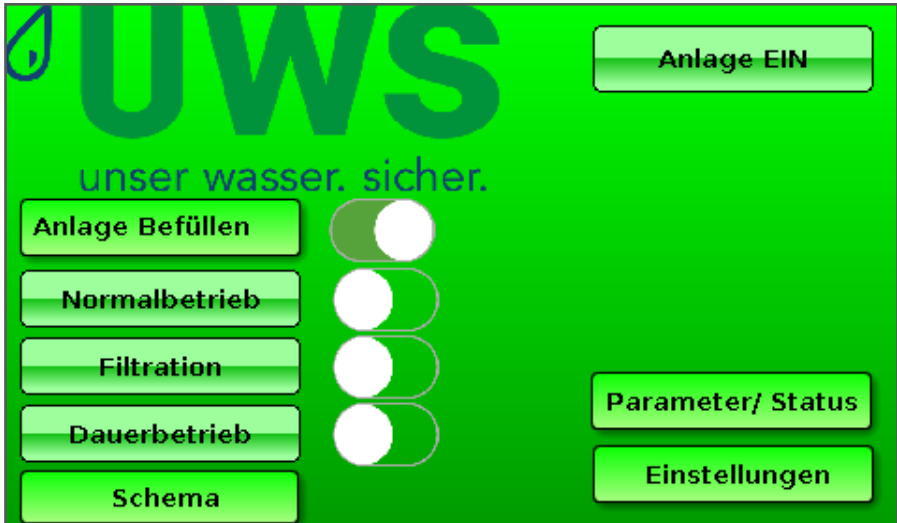 UWS
unser wasser. sicher.
Anlage EIN
Anlage Befüllen
Normalbetrieb
Filtration
Dauerbetrieb
Schema
Parameter/ Status
Einstellungen